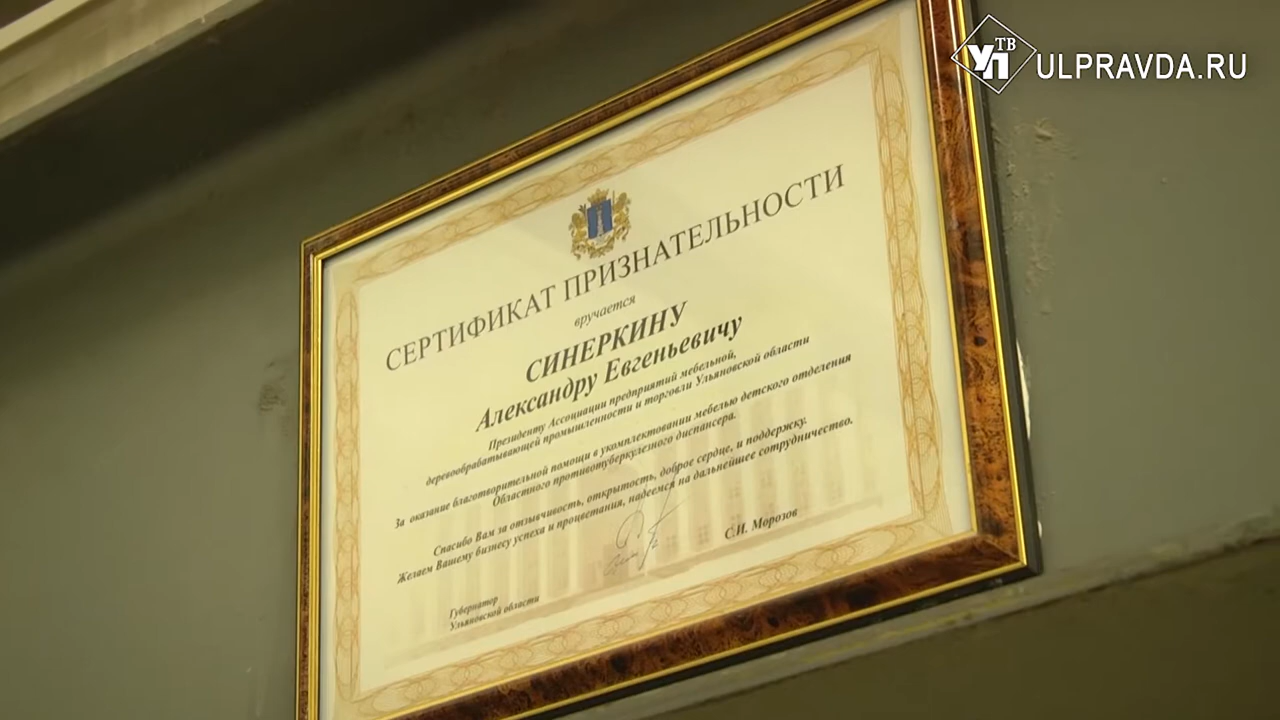 УП ТВ ULPRAVDA.RU
СЕРТИФИКАТ ПРИЗНАТЕЛЬНОСТИ
вручается
СИНЕРКИНУ
Александру Евгеньевичу
Президенту Ассоциации предприятий мебельной,
деревообрабатывающей промышленности и торговли Ульяновской области
За оказание благотворительной помощи в укомплектовании мебелью детского отделения
Областного противотуберкулезного диспансера.
Спасибо Вам за отзывчивость, открытость, доброе сердце, и поддержку.
Желаем Вашему бизнесу успеха и процветания, надеемся на дальнейшее сотрудничество.
Губернатор
Ульяновской области
С.И. Морозов